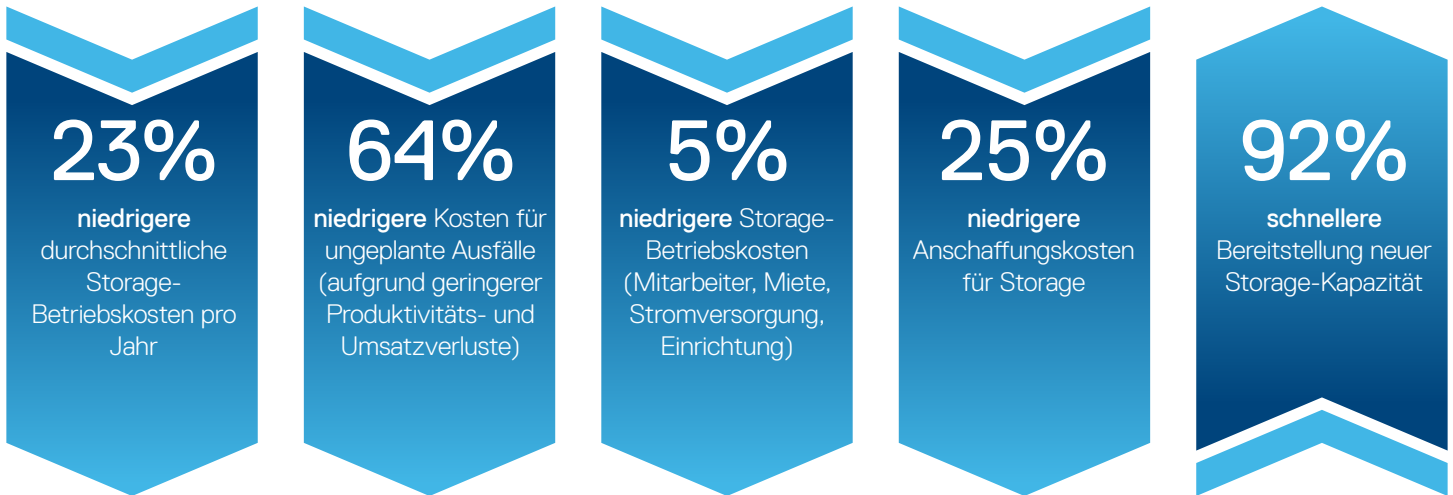 23%
niedrigere
durchschnittliche
Storage-
Betriebskosten pro
Jahr
64%
niedrigere Kosten für
ungeplante Ausfälle
(aufgrund geringerer
Produktivitäts- und
Umsatzverluste)
5%
niedrigere Storage-
Betriebskosten
(Mitarbeiter, Miete,
Stromversorgung,
Einrichtung)
25%
niedrigere
Anschaffungskosten
für Storage
92%
schnellere
Bereitstellung neuer
Storage-Kapazität